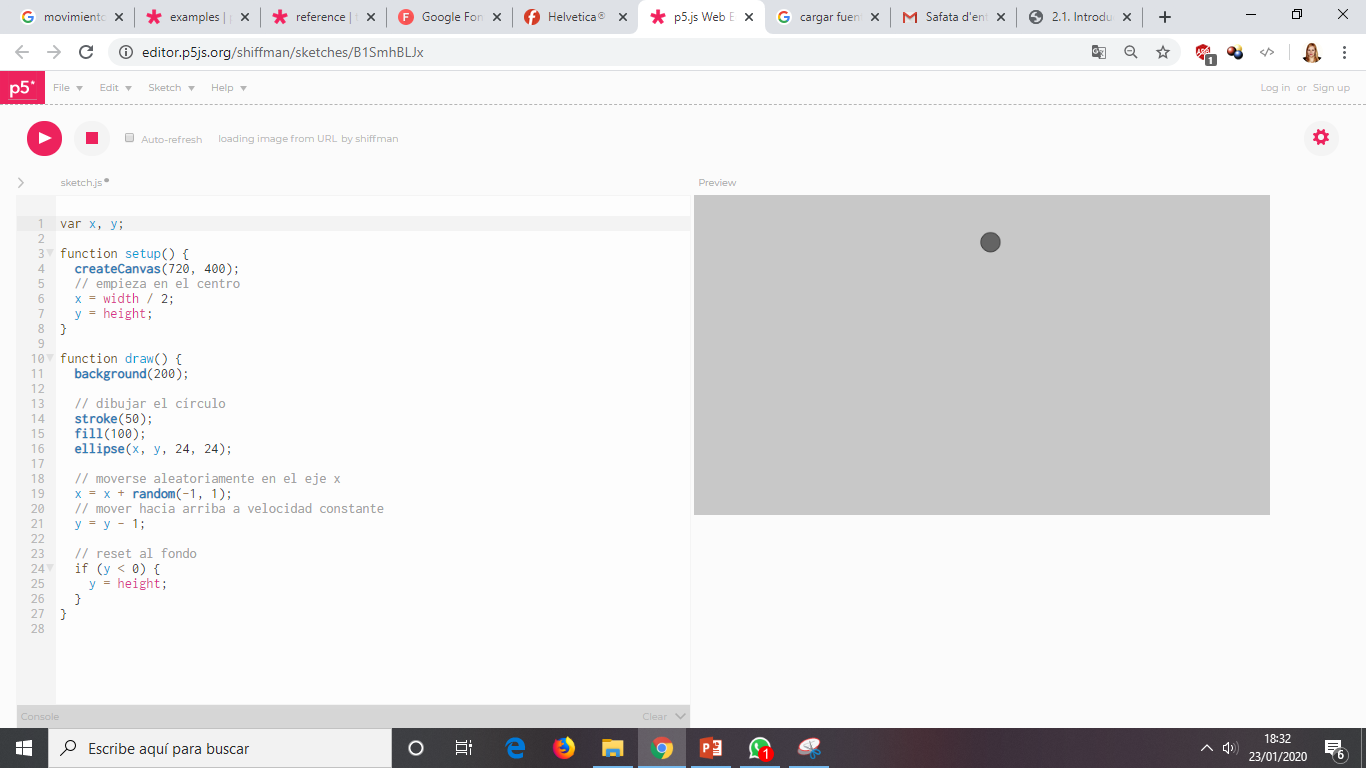 movimiento
examples | p
reference | 
Google Fon
Helvetica®
p5.js Web E
cargar fuen
Safata d'ent
2.1. Introdu
editor.p5js.org/shiffman/sketches/B1SmhBLJx
1
p5* File Edit Sketch Help Log in or Sign up
Auto-refresh loading image from URL by shiffman
sketch.js Preview
1 var x, y;
2
3 function setup() {
4 createCanvas(720, 400);
5 // empieza en el centro
6 x = width / 2;
7 y = height;
8 }
9
10 function draw() {
11 background(200);
12
13 // dibujar el círculo
14 stroke(50);
15 fill(100);
16 ellipse(x, y, 24, 24);
17
18 // moverse aleatoriamente en el eje x
19 x = x + random(-1, 1);
20 // mover hacia arriba a velocidad constante
21 y = y - 1;
22
23 // reset al fondo
24 if (y < 0) {
25 y = height;
26 }
27 }
28
Console Clear
Escribe aquí para buscar
1
18:32
23/01/2020
6